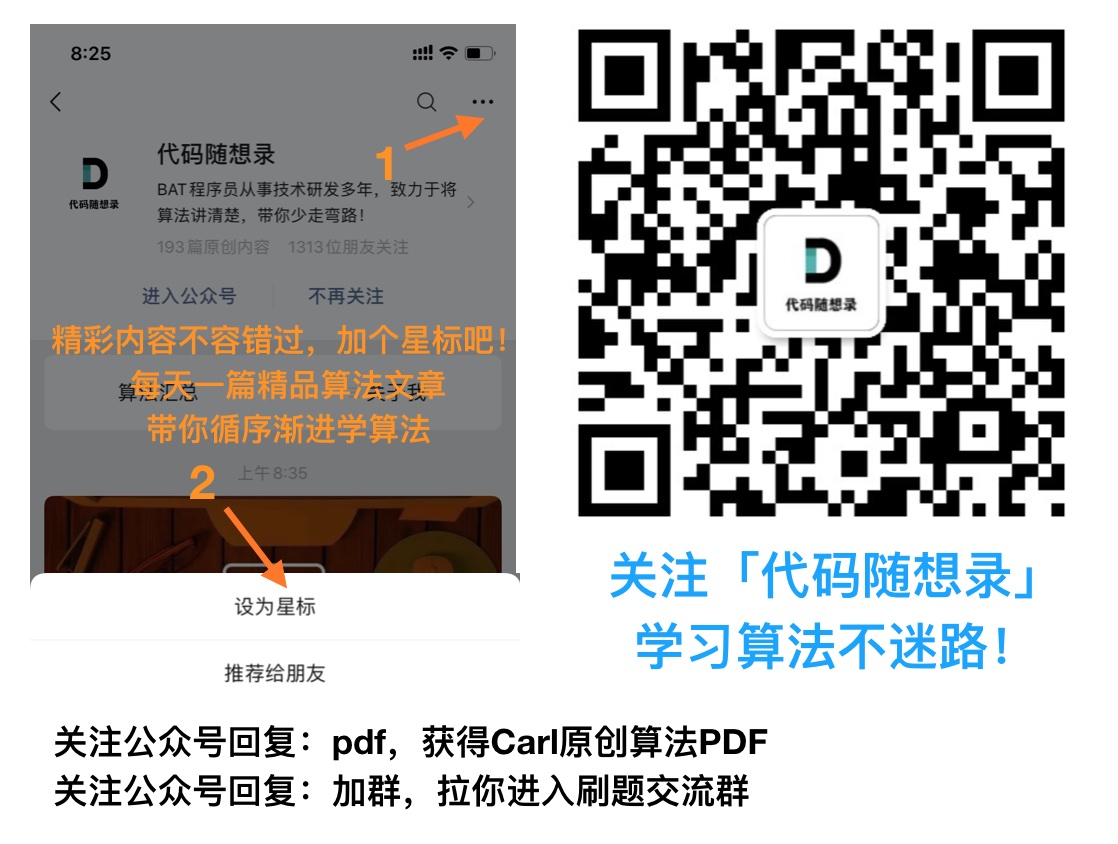 8:25
代码随想录
BAT程序员从事技术研发多年，致力于将
算法讲清楚，带你少走弯路！
193篇原创内容 1313位朋友关注
代码随想录
1
进入公众号 不再关注
精彩内容不容错过，加个星标吧！
每天一篇精品算法文章
算法汇总 关于我
带你循序渐进学算法
2
上午8:35
设为星标
推荐给朋友
代码随想录
关注「代码随想录」
学习算法不迷路！
关注公众号回复：pdf，获得Carl原创算法PDF
关注公众号回复：加群，拉你进入刷题交流群